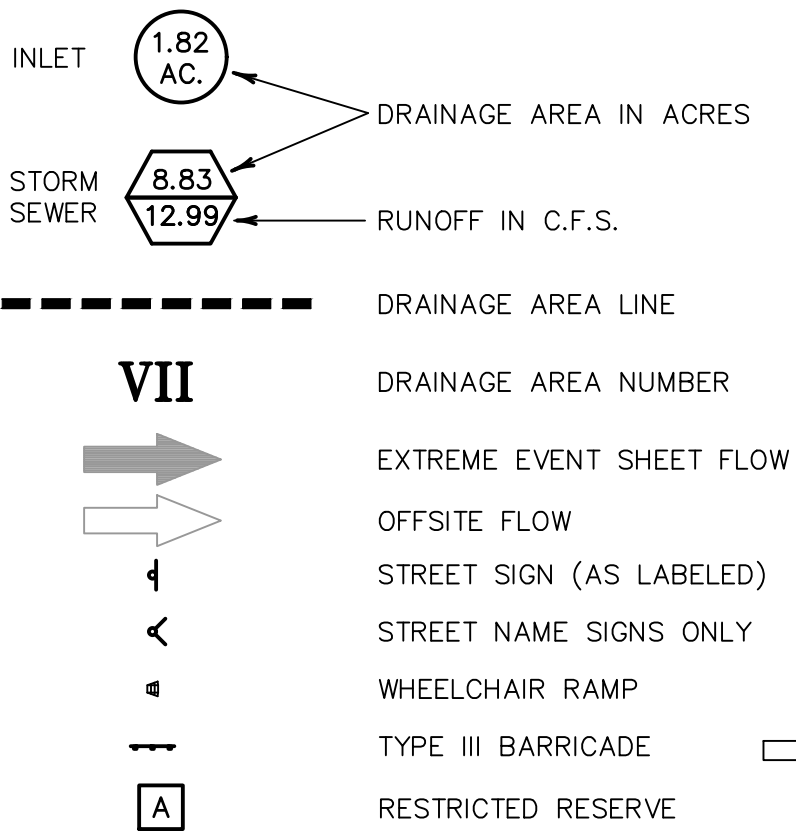 INLET
1.82
AC.
DRAINAGE AREA IN ACRES
STORM
SEWER
8.83
12.99
RUNOFF IN C.F.S.
DRAINAGE AREA LINE
VII
DRAINAGE AREA NUMBER
EXTREME EVENT SHEET FLOW
OFFSITE FLOW
STREET SIGN (AS LABELED)
STREET NAME SIGNS ONLY
WHEELCHAIR RAMP
TYPE III BARRICADE
A
RESTRICTED RESERVE